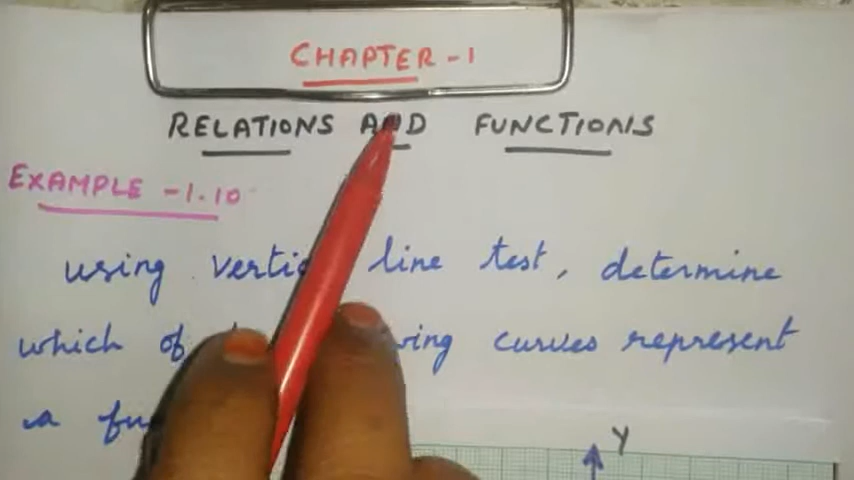 CHAPTER - 1
RELATIONS AND FUNCTIONS
EXAMPLE - 1.10
using line test, determine
which of curves represent
a
Y